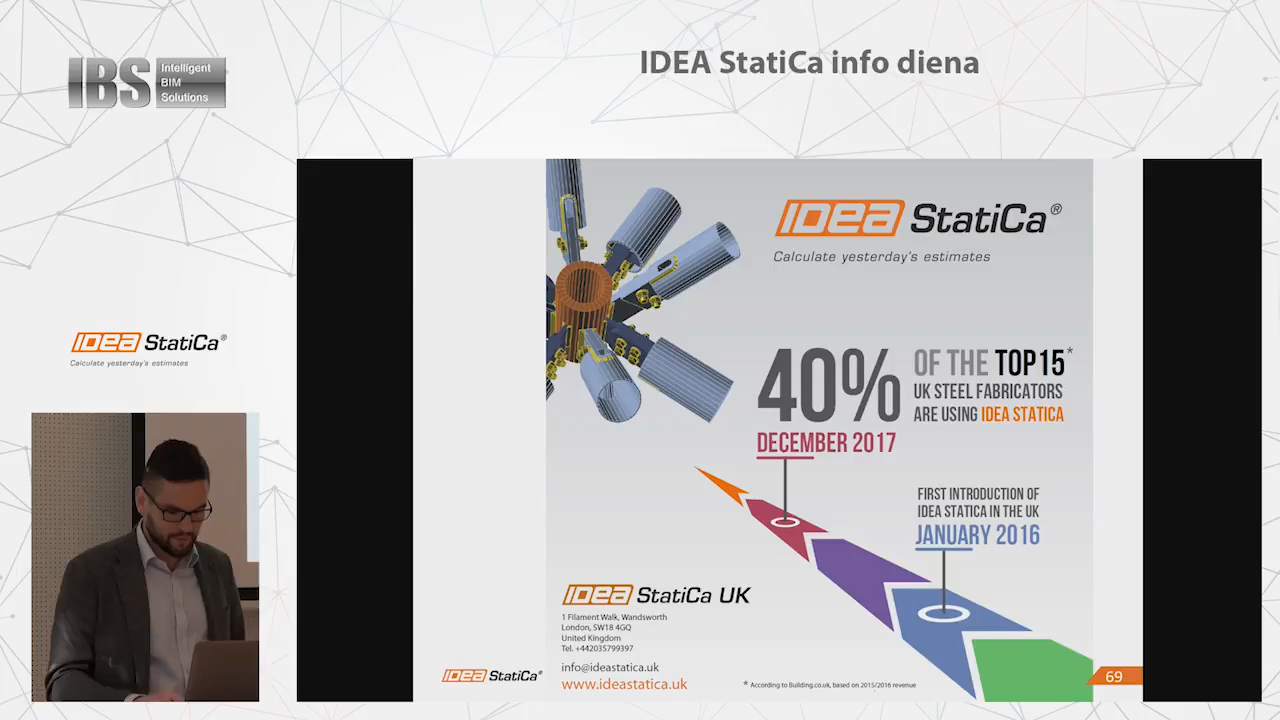 IDEA StatiCa info diena
IBS Intelligent
BIM
Solutions
IDEA StatiCa®
Calculate yesterday's estimates
IDEA StatiCa®
Calculate yesterday's estimates
40% OF THE TOP15*
UK STEEL FABRICATORS
ARE USING IDEA STATICA
DECEMBER 2017
FIRST INTRODUCTION OF
IDEA STATICA IN THE UK
JANUARY 2016
IDEA StatiCa UK
1 Filament Walk, Wandsworth
London, SW18 4GQ
United Kingdom
Tel. +442035799397
info@ideastatica.uk
www.ideastatica.uk
* According to Building.co.uk, based on 2015/2016 revenue
IDEA StatiCa®
69